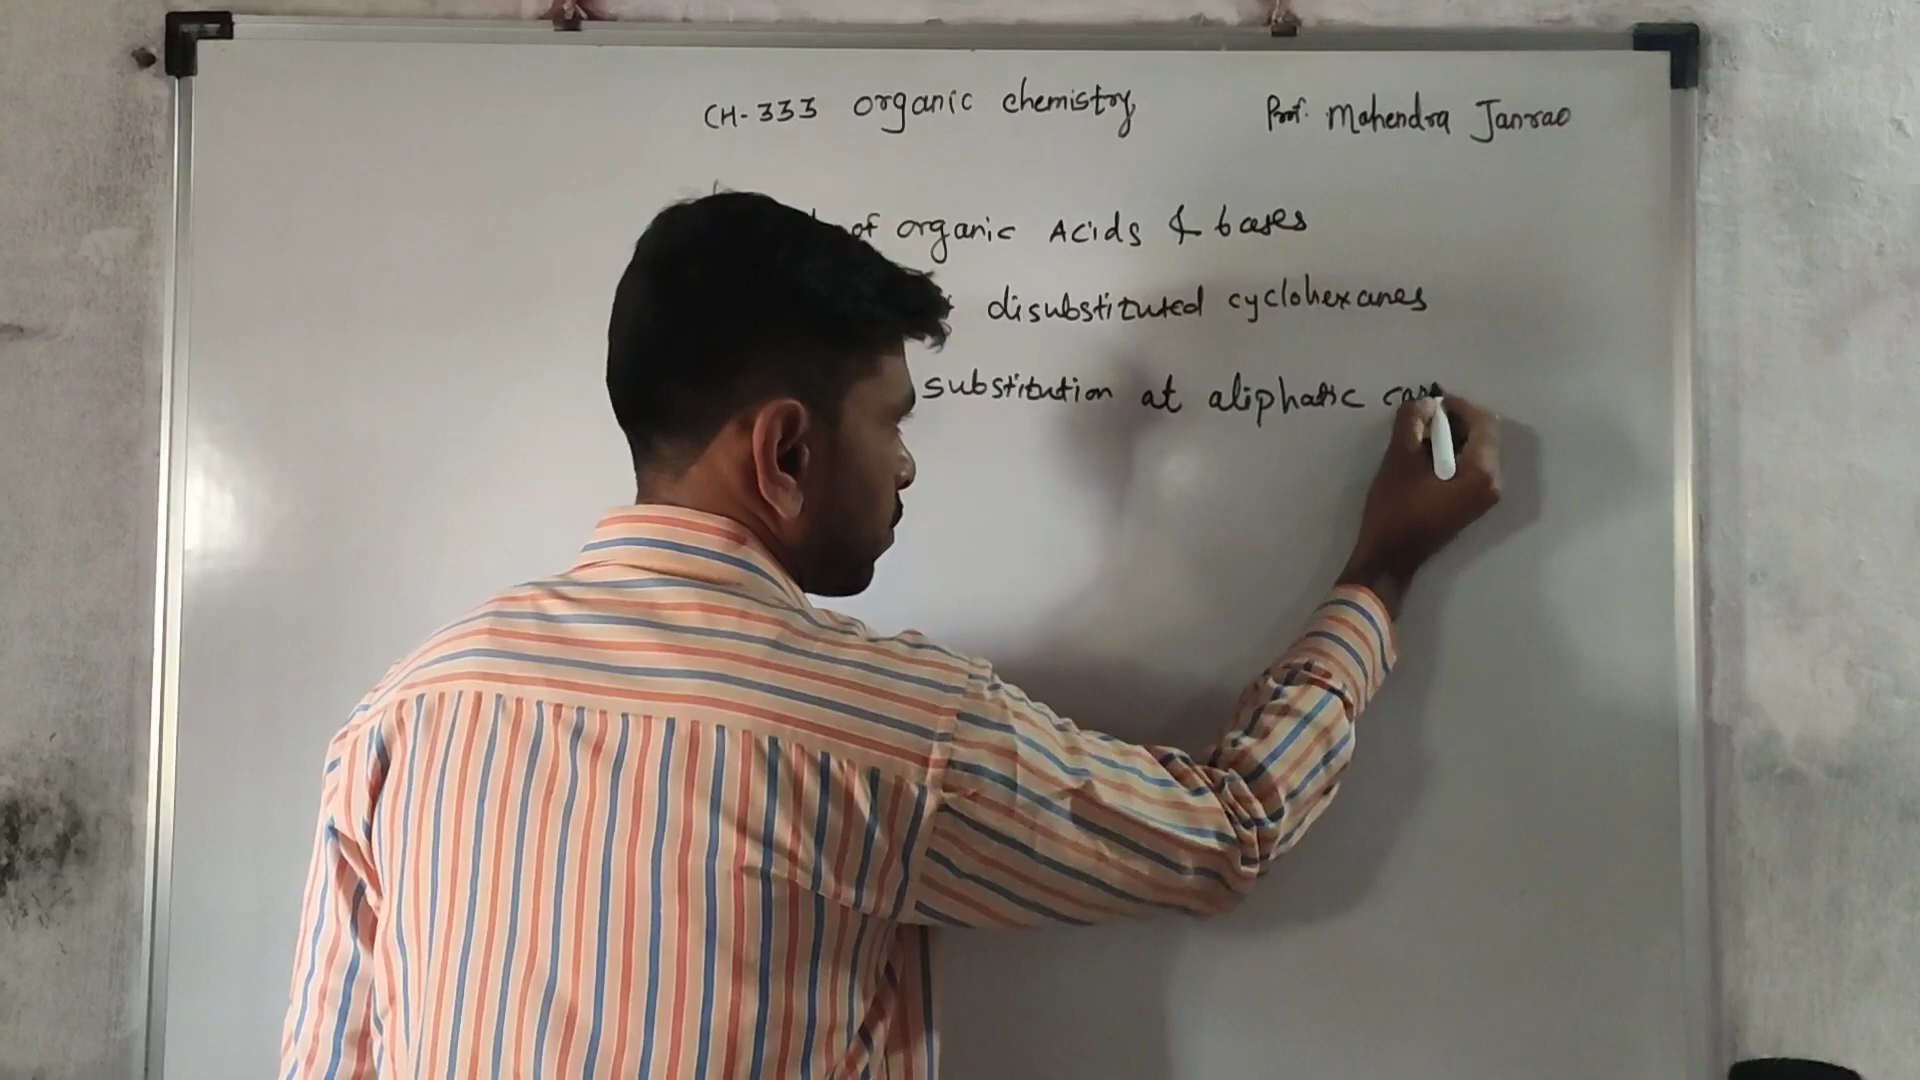 CH-333 organic chemistry
Prof. Mahendra Janrao
of organic Acids & bases
disubstituted cyclohexanes
substitution at aliphatic